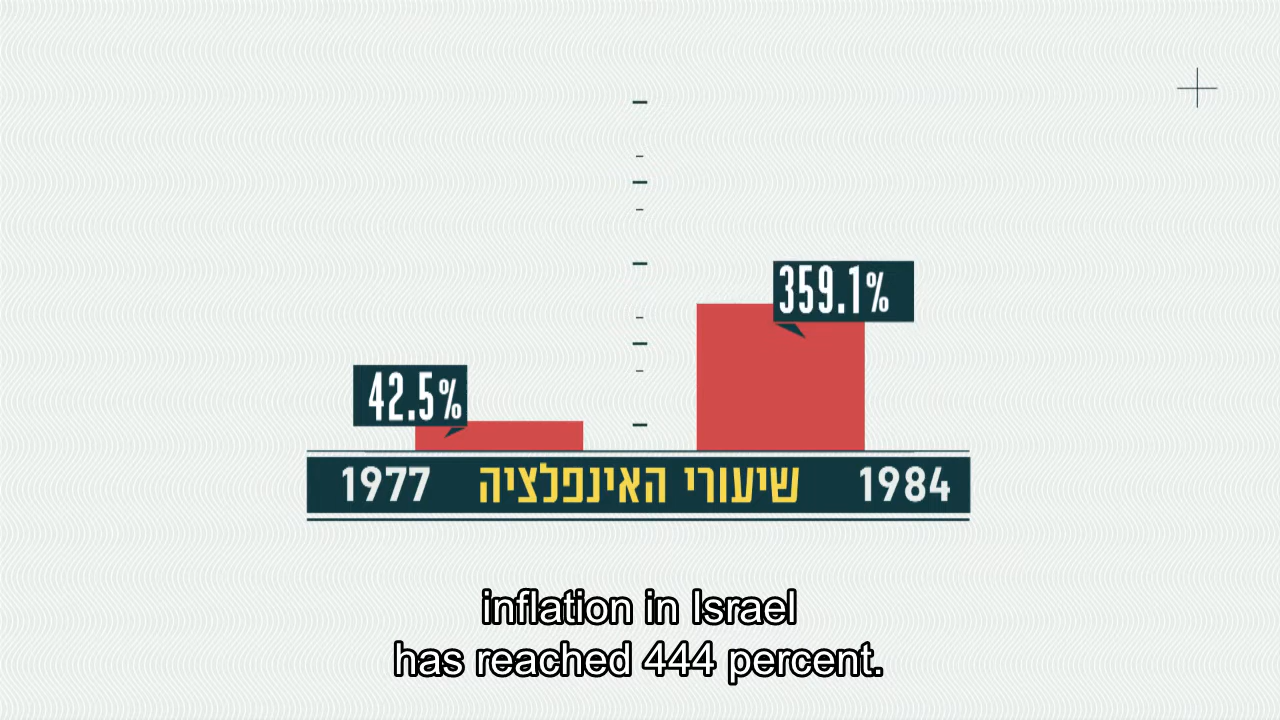 359.1%
42.5%
1977 שיעורי האינפלציה 1984
inflation in Israel
has reached 444 percent.